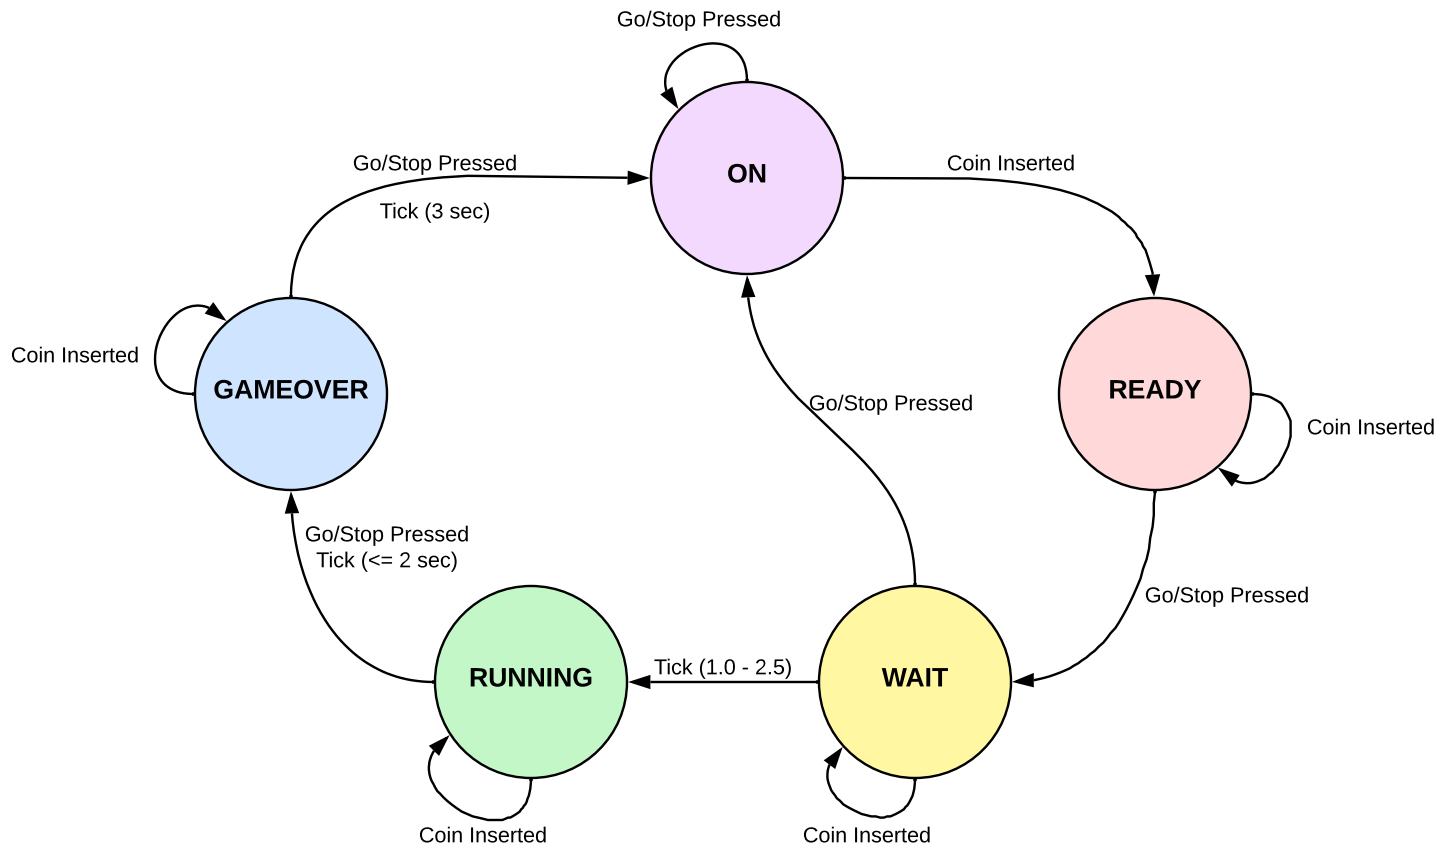 Go/Stop Pressed
Go/Stop Pressed
ON
Coin Inserted
Tick (3 sec)
Coin Inserted
GAMEOVER
Go/Stop Pressed
READY
Coin Inserted
Go/Stop Pressed
Tick (<= 2 sec)
Go/Stop Pressed
RUNNING
Tick (1.0 - 2.5)
WAIT
Coin Inserted
Coin Inserted